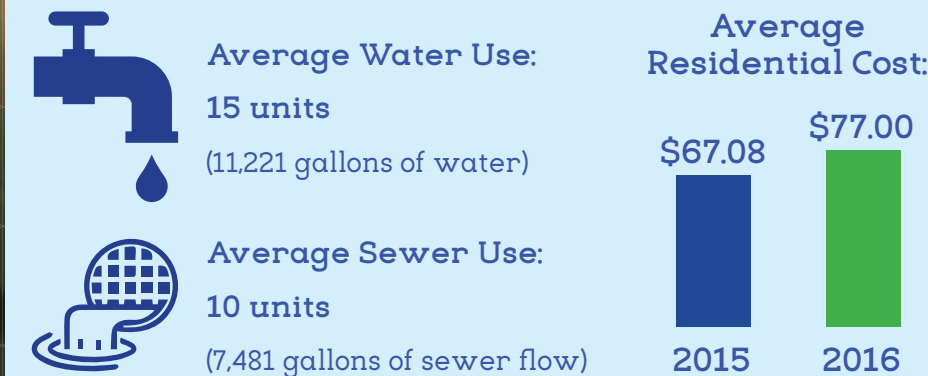 Average Water Use:
15 units
(11,221 gallons of water)
Average Sewer Use:
10 units
(7,481 gallons of sewer flow)
Average
Residential Cost:
$67.08
$77.00
2015
2016